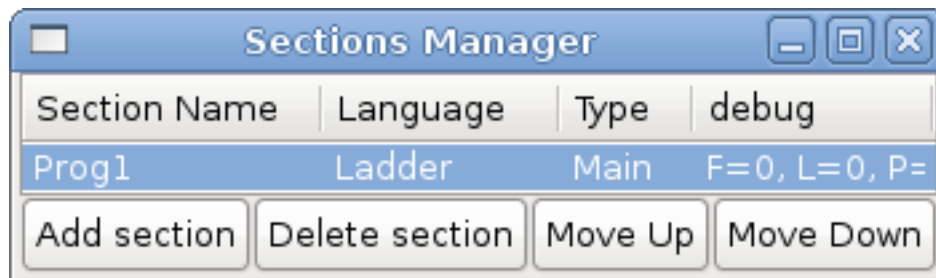 Sections Manager
Section Name Language Type debug
Prog1 Ladder Main F=0, L=0, P=
Add section Delete section Move Up Move Down